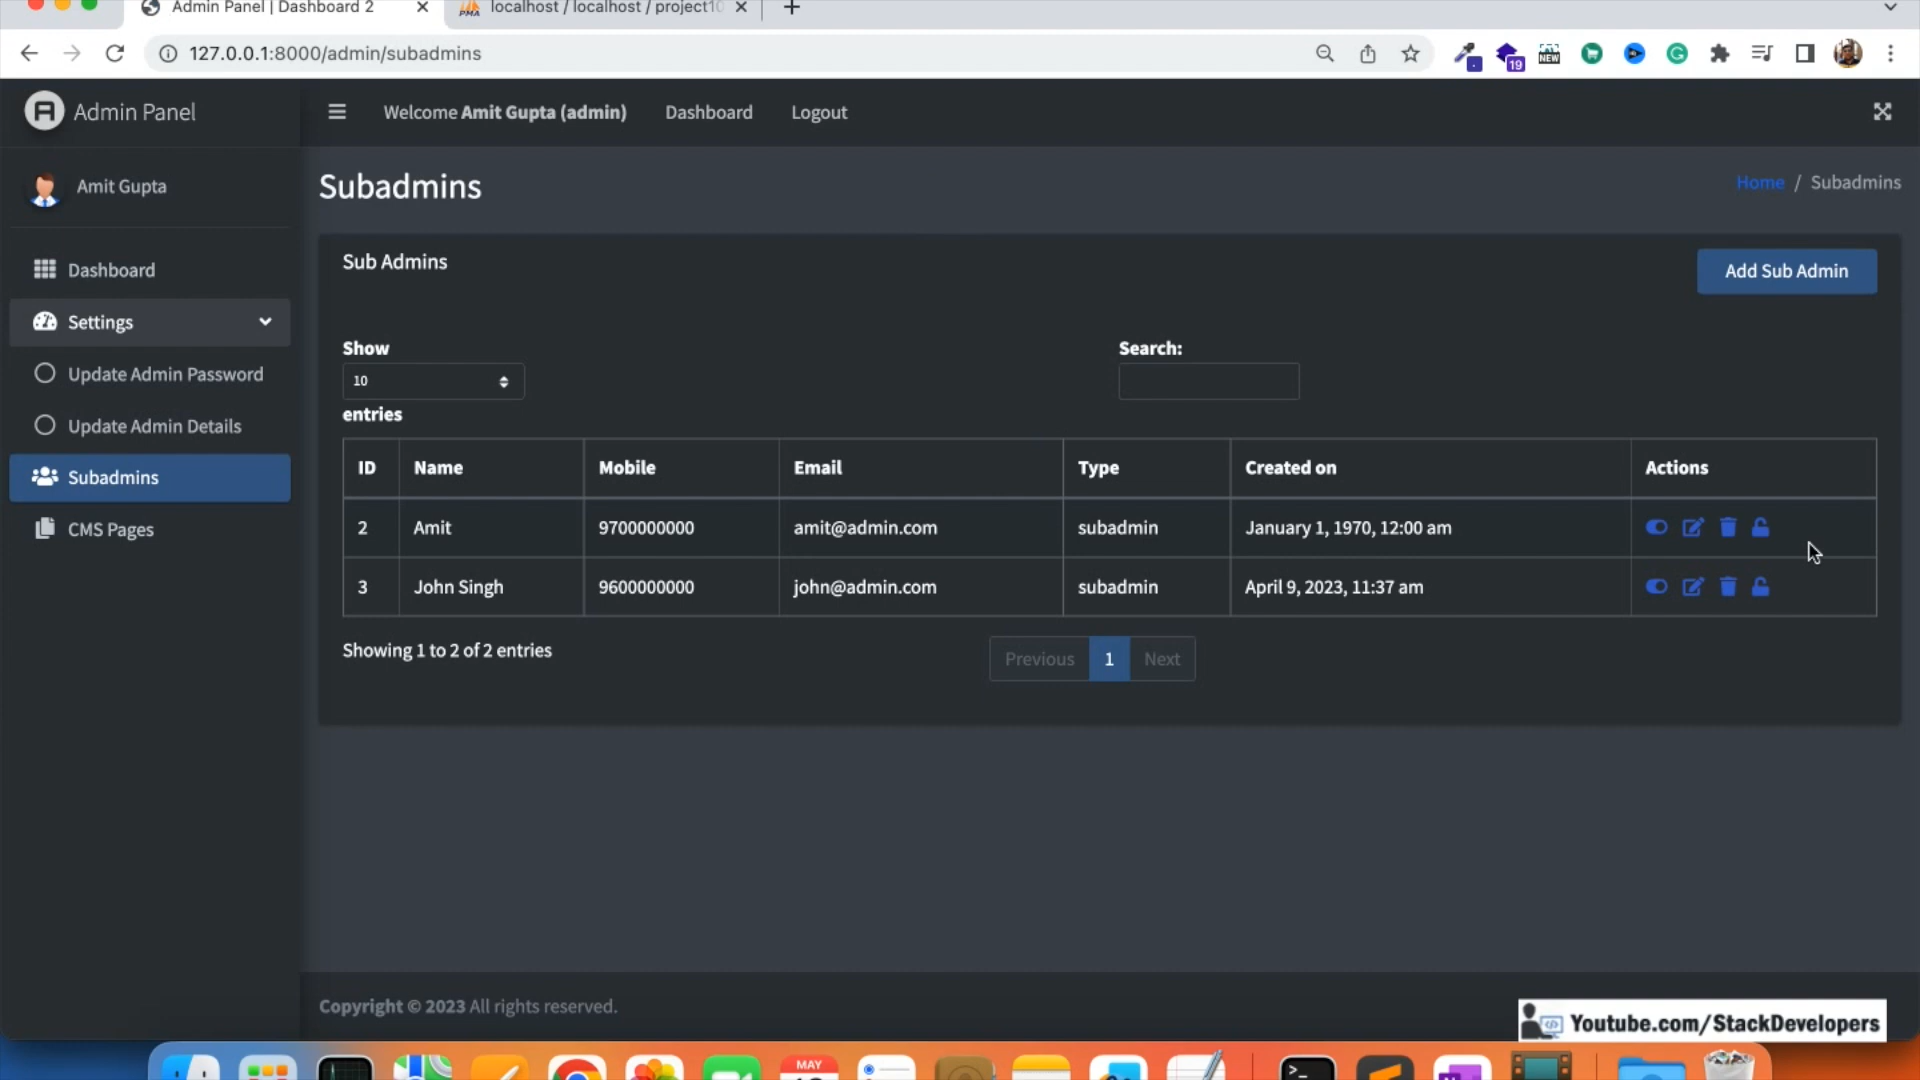 Admin Panel | Dashboard 2
localhost / localhost / project10
127.0.0.1:8000/admin/subadmins
19
NEW
Admin Panel
Welcome Amit Gupta (admin)
Dashboard
Logout
Amit Gupta
Subadmins
Home / Subadmins
Dashboard
Settings
Update Admin Password
Update Admin Details
Subadmins
CMS Pages
Sub Admins
Add Sub Admin
Show
10
entries
Search:
ID Name Mobile Email Type Created on Actions
2 Amit 9700000000 amit@admin.com subadmin January 1, 1970, 12:00 am
3 John Singh 9600000000 john@admin.com subadmin April 9, 2023, 11:37 am
Showing 1 to 2 of 2 entries
Previous 1 Next
Copyright © 2023 All rights reserved.
Youtube.com/StackDevelopers
MAY